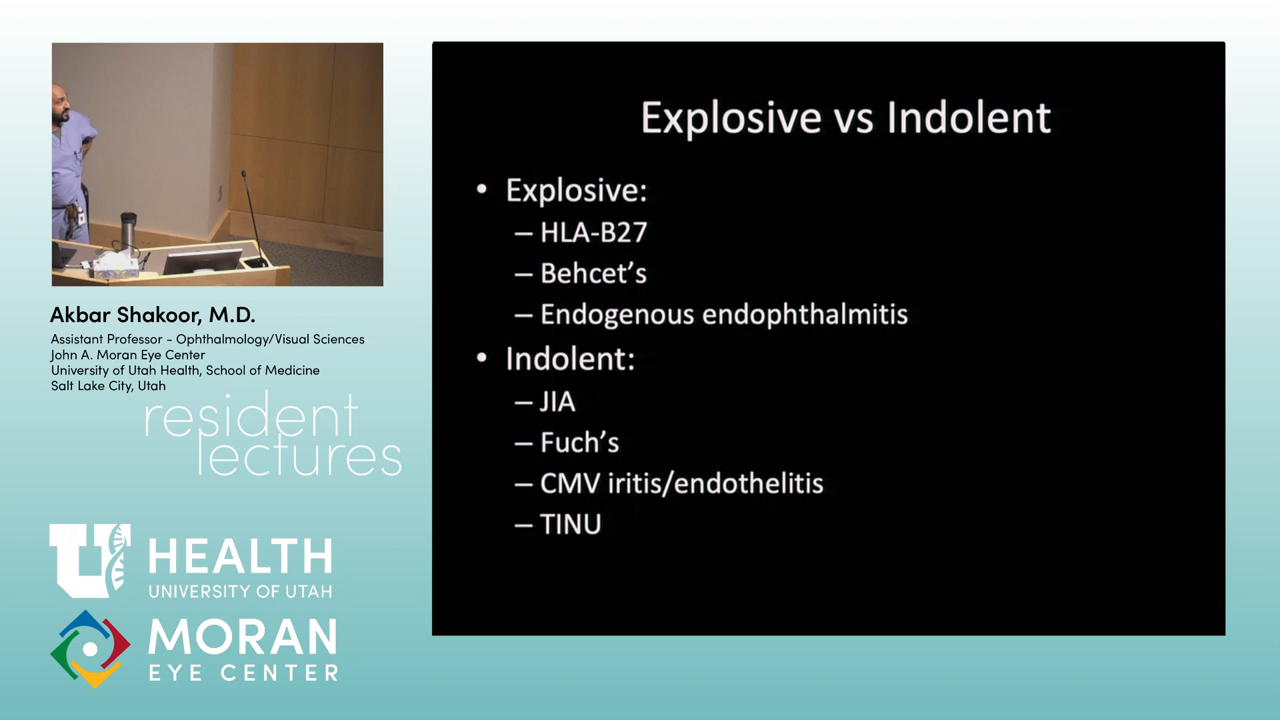 Explosive vs Indolent
• Explosive:
– HLA-B27
– Behcet’s
– Endogenous endophthalmitis
• Indolent:
– JIA
– Fuch’s
– CMV iritis/endothelitis
– TINU
Akbar Shakoor, M.D.
Assistant Professor - Ophthalmology/Visual Sciences
John A. Moran Eye Center
University of Utah Health, School of Medicine
Salt Lake City, Utah
resident
lectures
U HEALTH
UNIVERSITY OF UTAH
MORAN
EYE CENTER